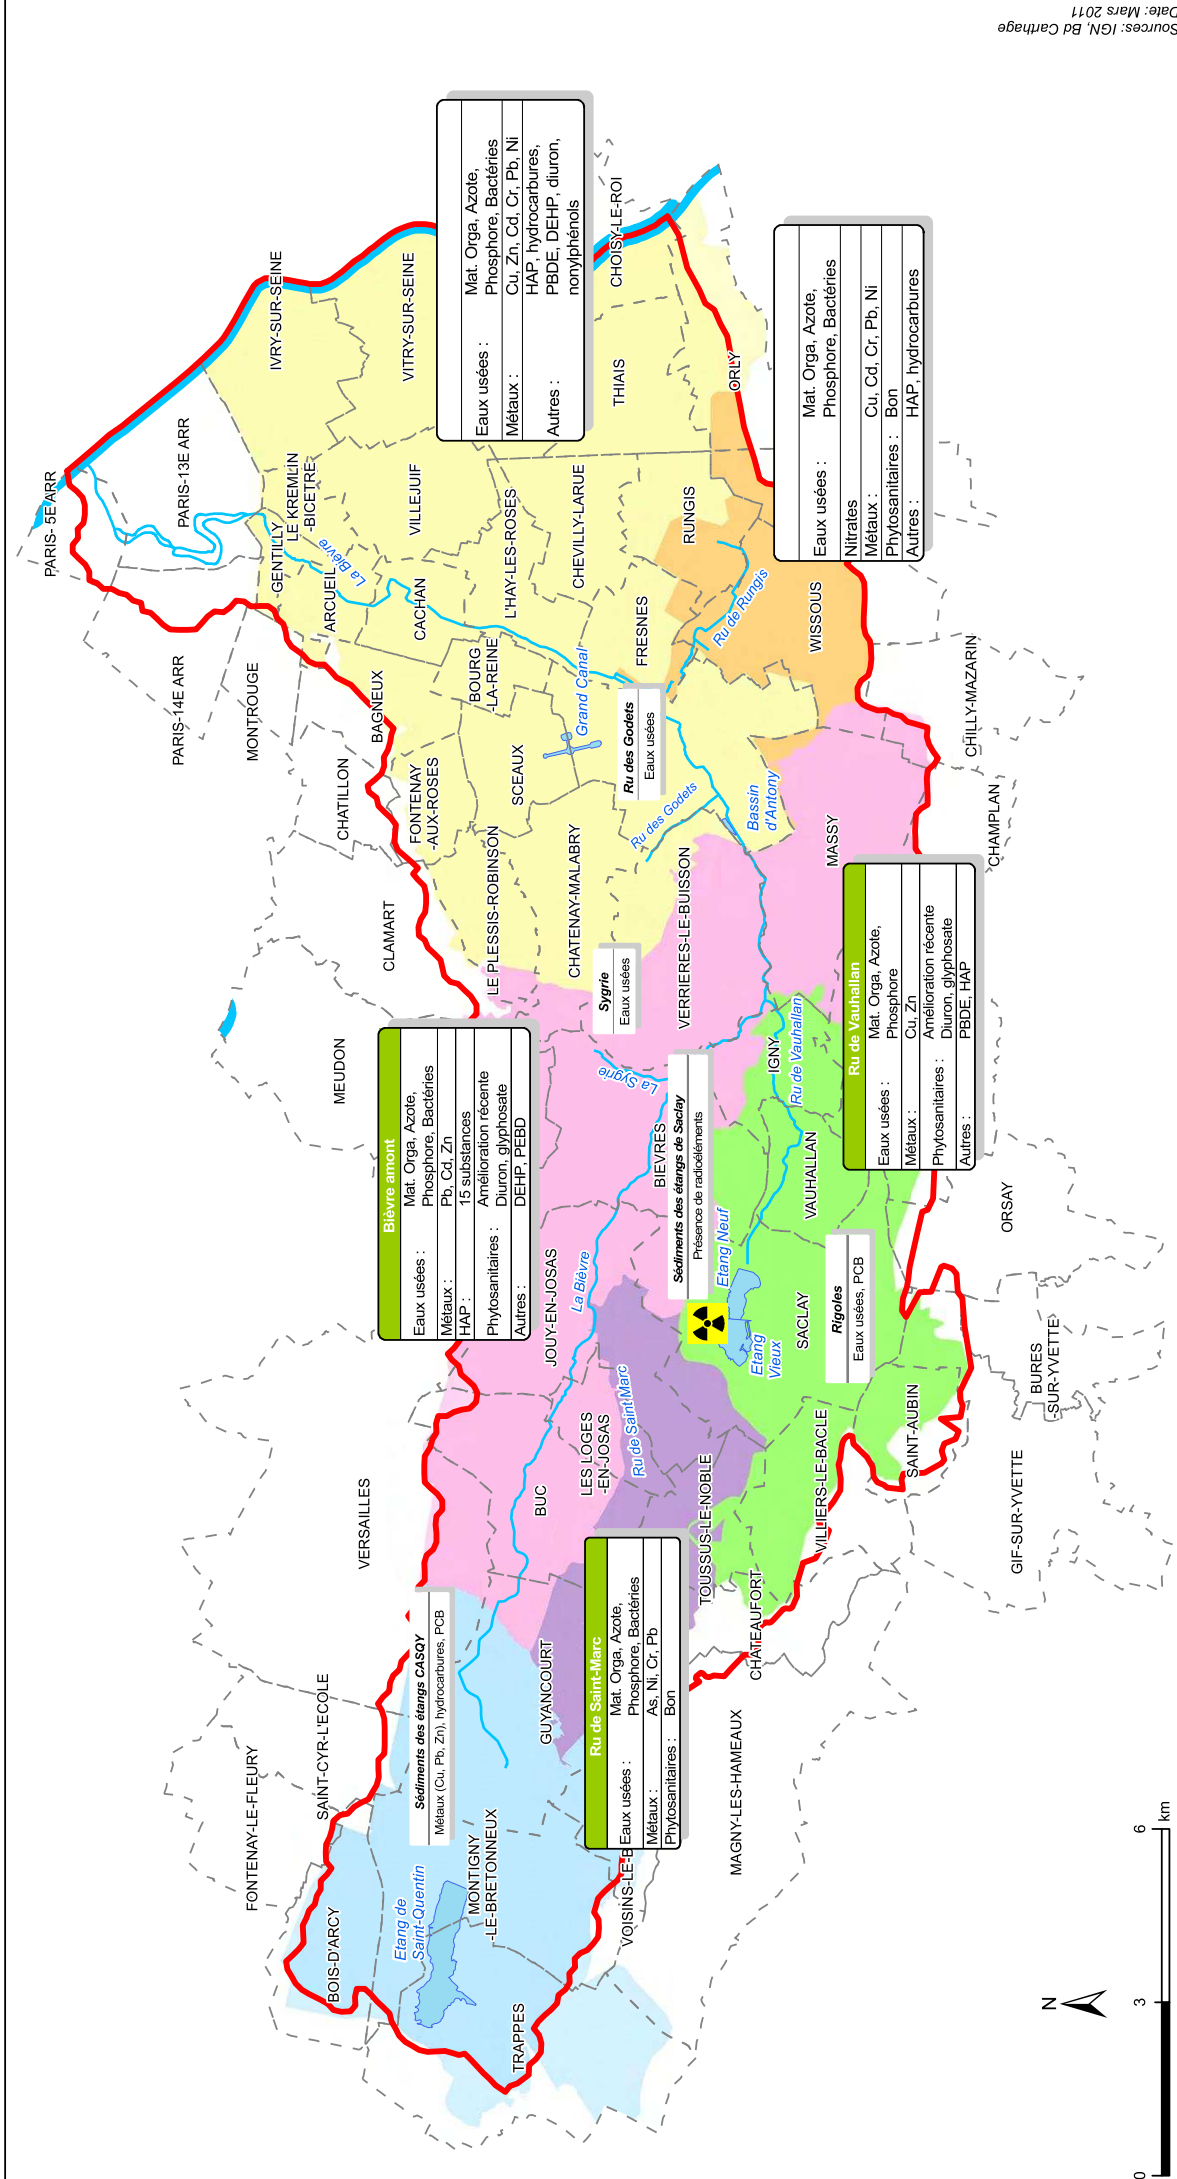 Sources: IGN, Bd Carthage
Date: Mars 2011
PARIS- 5E ARR
PARIS-13E ARR
PARIS-14E ARR
IVRY-SUR-SEINE
GENTILLY
LE KREMLIN
-BICETRE
MONTROUGE
ARCUEIL
La Bièvre
VITRY-SUR-SEINE
VILLEJUIF
CACHAN
BAGNEUX
CHATILLON
FONTENAY
-AUX-ROSES
BOURG
-LA-REINE
L'HAY-LES-ROSES
SCEAUX
CHEVILLY-LARUE
Grand Canal
CLAMART
LE PLESSIS-ROBINSON
CHATENAY-MALABRY
MEUDON
Eaux usées :
Mat. Orga, Azote,
Phosphore, Bactéries
Métaux :
Cu, Zn, Cd, Cr, Pb, Ni
Autres :
HAP, hydrocarbures,
PBDE, DEHP, diuron,
nonylphénols
CHOISY-LE-ROI
THIAIS
ORLY
RUNGIS
FRESNES
Ru de Rungis
WISSOUS
Ru des Godets
Eaux usées
Ru des Godets
Bassin
d'Antony
Eaux usées :
Mat. Orga, Azote,
Phosphore, Bactéries
Nitrates
Métaux :
Cu, Cd, Cr, Pb, Ni
Phytosanitaires :
Bon
Autres :
HAP, hydrocarbures
CHILLY-MAZARIN
CHAMPLAN
MASSY
VERRIERES-LE-BUISSON
Sygrie
Eaux usées
La Sygrie
IGNY
Ru de Vauhallan
VAUHALLAN
BIEVRES
Ru de Vauhallan
Eaux usées :
Mat. Orga, Azote,
Phosphore
Métaux :
Cu, Zn
Phytosanitaires :
Amélioration récente
Diuron, glyphosate
Autres :
PBDE, HAP
Bièvre amont
Eaux usées :
Mat. Orga, Azote,
Phosphore, Bactéries
Métaux :
Pb, Cd, Zn
HAP :
15 substances
Phytosanitaires :
Amélioration récente
Diuron, glyphosate
Autres :
DEHP, PEBD
Sédiments des étangs de Saclay
Présence de radioéléments
Etang Neuf
Etang
Vieux
SACLAY
Rigoles
Eaux usées, PCB
ORSAY
BURES
-SUR-YVETTE
GIF-SUR-YVETTE
SAINT-AUBIN
VILLIERS-LE-BACLE
JOUY-EN-JOSAS
La Bièvre
LES LOGES
-EN-JOSAS
Ru de Saint Marc
BUC
VERSAILLES
TOUSSUS-LE-NOBLE
CHATEAUFORT
Sédiments des étangs CASQY
Métaux (Cu, Pb, Zn), hydrocarbures, PCB
GUYANCOURT
Ru de Saint-Marc
Eaux usées :
Mat. Orga, Azote,
Phosphore, Bactéries
Métaux :
As, Ni, Cr, Pb
Phytosanitaires :
Bon
MAGNY-LES-HAMEAUX
VOISINS-LE-B
SAINT-CYR-L'ECOLE
FONTENAY-LE-FLEURY
BOIS-D'ARCY
Etang de
Saint-Quentin
MONTIGNY
-LE-BRETONNEUX
TRAPPES
N
0
3
6
km